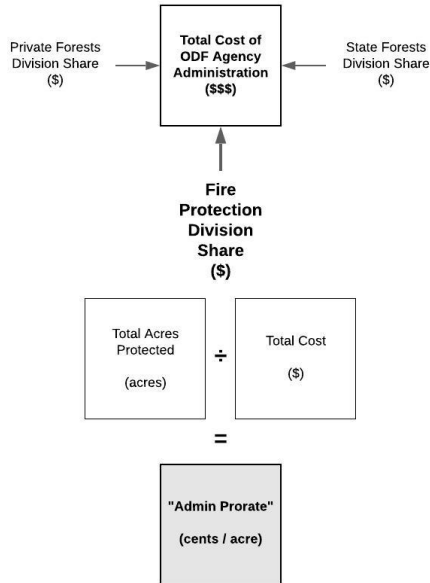 Private Forests
Division Share
($)
Total Cost of
ODF Agency
Administration
($$$)
State Forests
Division Share
($)
Fire
Protection
Division
Share
($)
Total Acres
Protected
(acres)
÷
Total Cost
($)
=
"Admin Prorate"
(cents / acre)